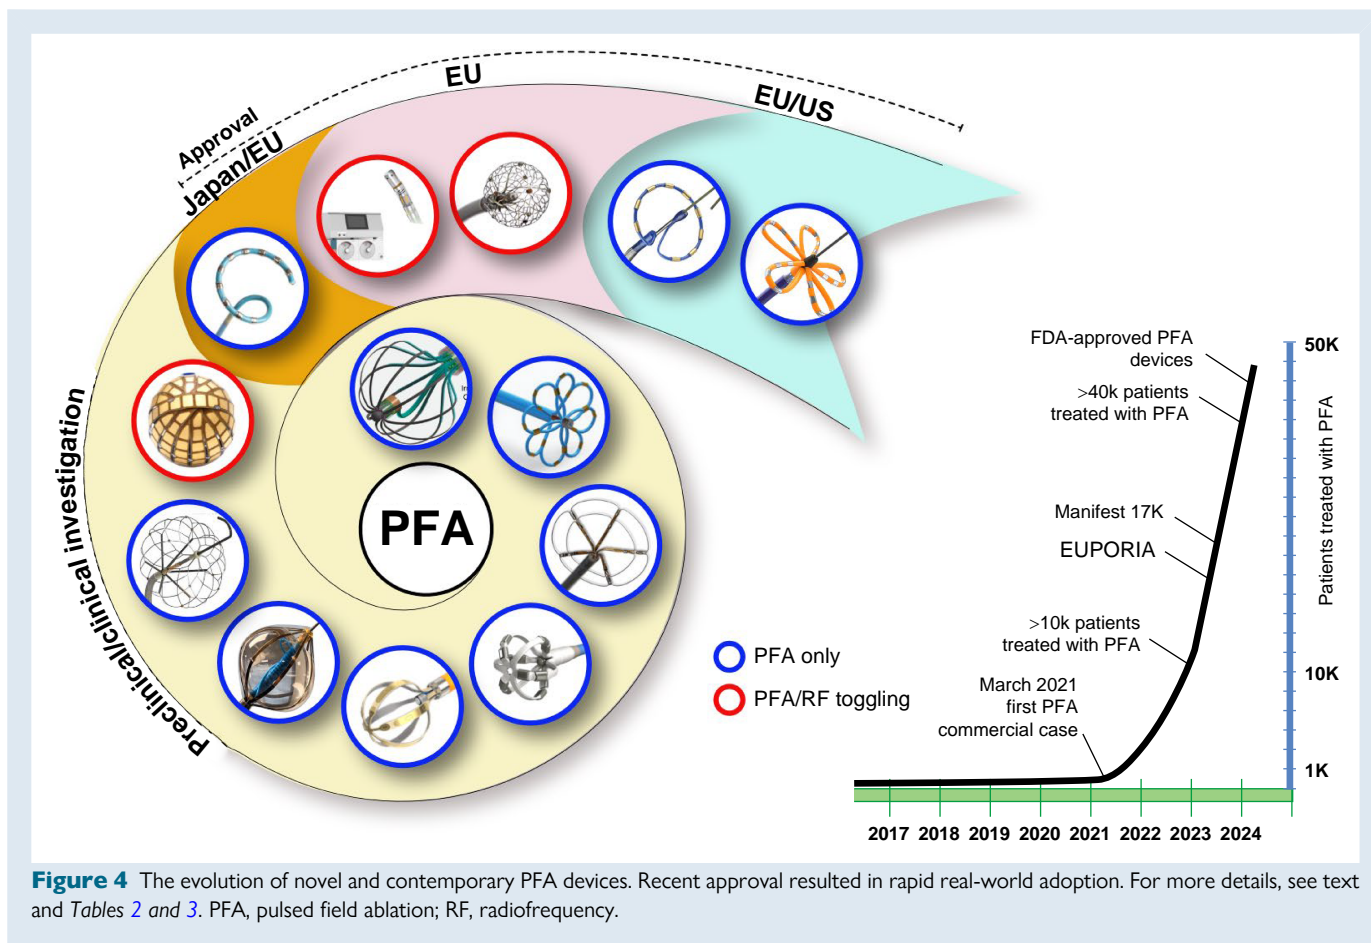 EU
EU/US
Approval
Japan/EU
Preclinical/clinical investigation
PFA
PFA only
PFA/RF toggling
FDA-approved PFA
devices
>40k patients
treated with PFA
Manifest 17K
EUPORIA
>10k patients
treated with PFA
March 2021
first PFA
commercial case
50K
10K
1K
Patients treated with PFA
2017 2018 2019 2020 2021 2022 2023 2024
Figure 4 The evolution of novel and contemporary PFA devices. Recent approval resulted in rapid real-world adoption. For more details, see text
and Tables 2 and 3. PFA, pulsed field ablation; RF, radiofrequency.